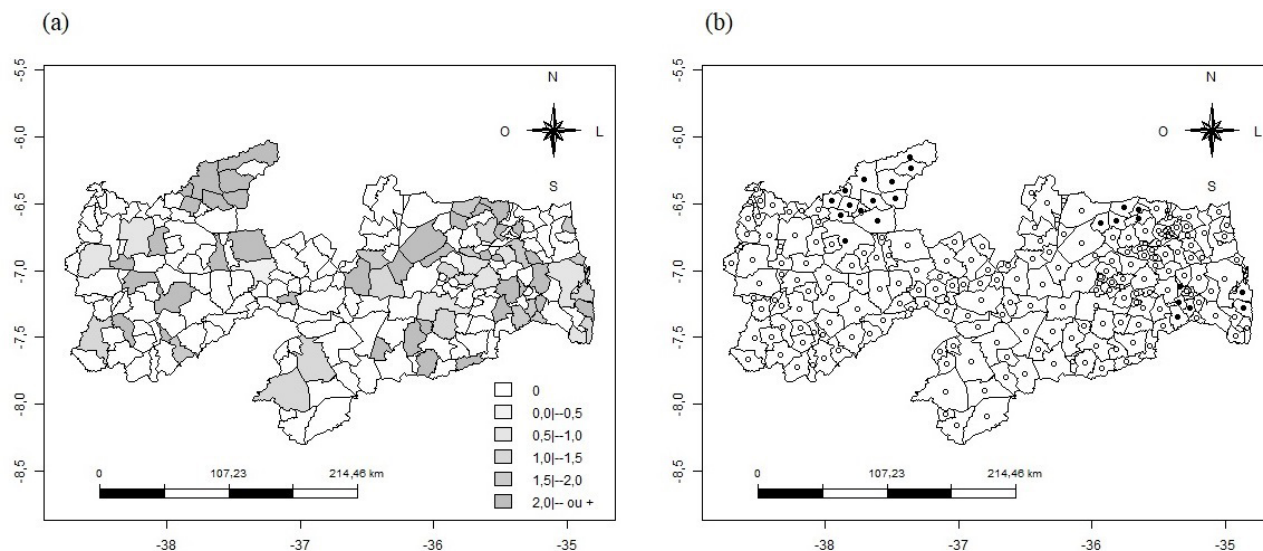 (a)
-5,5
-6,0
-6,5
-7,0
-7,5
-8,0
-8,5
N
O
L
S
0
0,0|--0,5
0,5|--1,0
1,0|--1,5
1,5|--2,0
2,0|-- ou +
0 107,23 214,46 km
-38 -37 -36 -35
(b)
-5,5
-6,0
-6,5
-7,0
-7,5
-8,0
-8,5
N
O
L
S
0 107,23 214,46 km
-38 -37 -36 -35